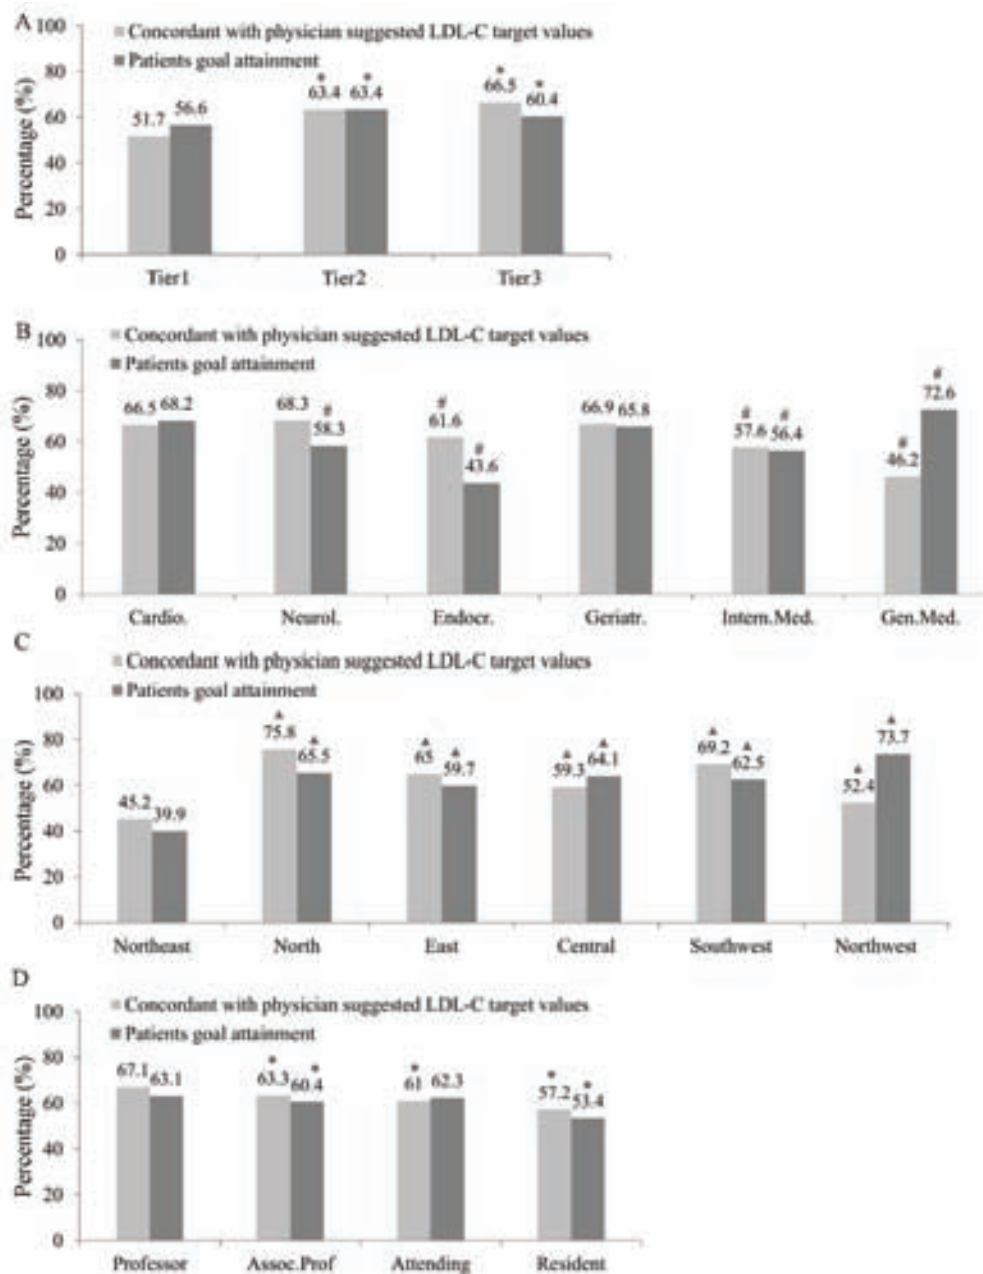 A
100
Concordant with physician suggested LDL-C target values
Patients goal attainment
Percentage (%)
80
60
40
20
0
51.7 56.6
* *
63.4 63.4
* *
66.5 60.4
Tier1 Tier2 Tier3
B
100
Concordant with physician suggested LDL-C target values
Patients goal attainment
Percentage (%)
80
60
40
20
0
66.5 68.2
68.3 # 58.3
# 61.6 # 43.6
66.9 65.8
# 57.6 # 56.4
# 46.2 # 72.6
Cardio. Neurol. Endocr. Geriatr. Intern.Med. Gen.Med.
C
Concordant with physician suggested LDL-C target values
Patients goal attainment
100
Percentage (%)
80
60
40
20
0
45.2 39.9
▲ 75.8 ▲ 65.5
▲ 65 ▲ 59.7
▲ 59.3 ▲ 64.1
▲ 69.2 ▲ 62.5
▲ 52.4 ▲ 73.7
Northeast North East Central Southwest Northwest
D
Concordant with physician suggested LDL-C target values
Patients goal attainment
100
Percentage (%)
80
60
40
20
0
67.1 63.1
* 63.3 * 60.4
* 61 62.3
* 57.2 * 53.4
Professor Assoc.Prof Attending Resident